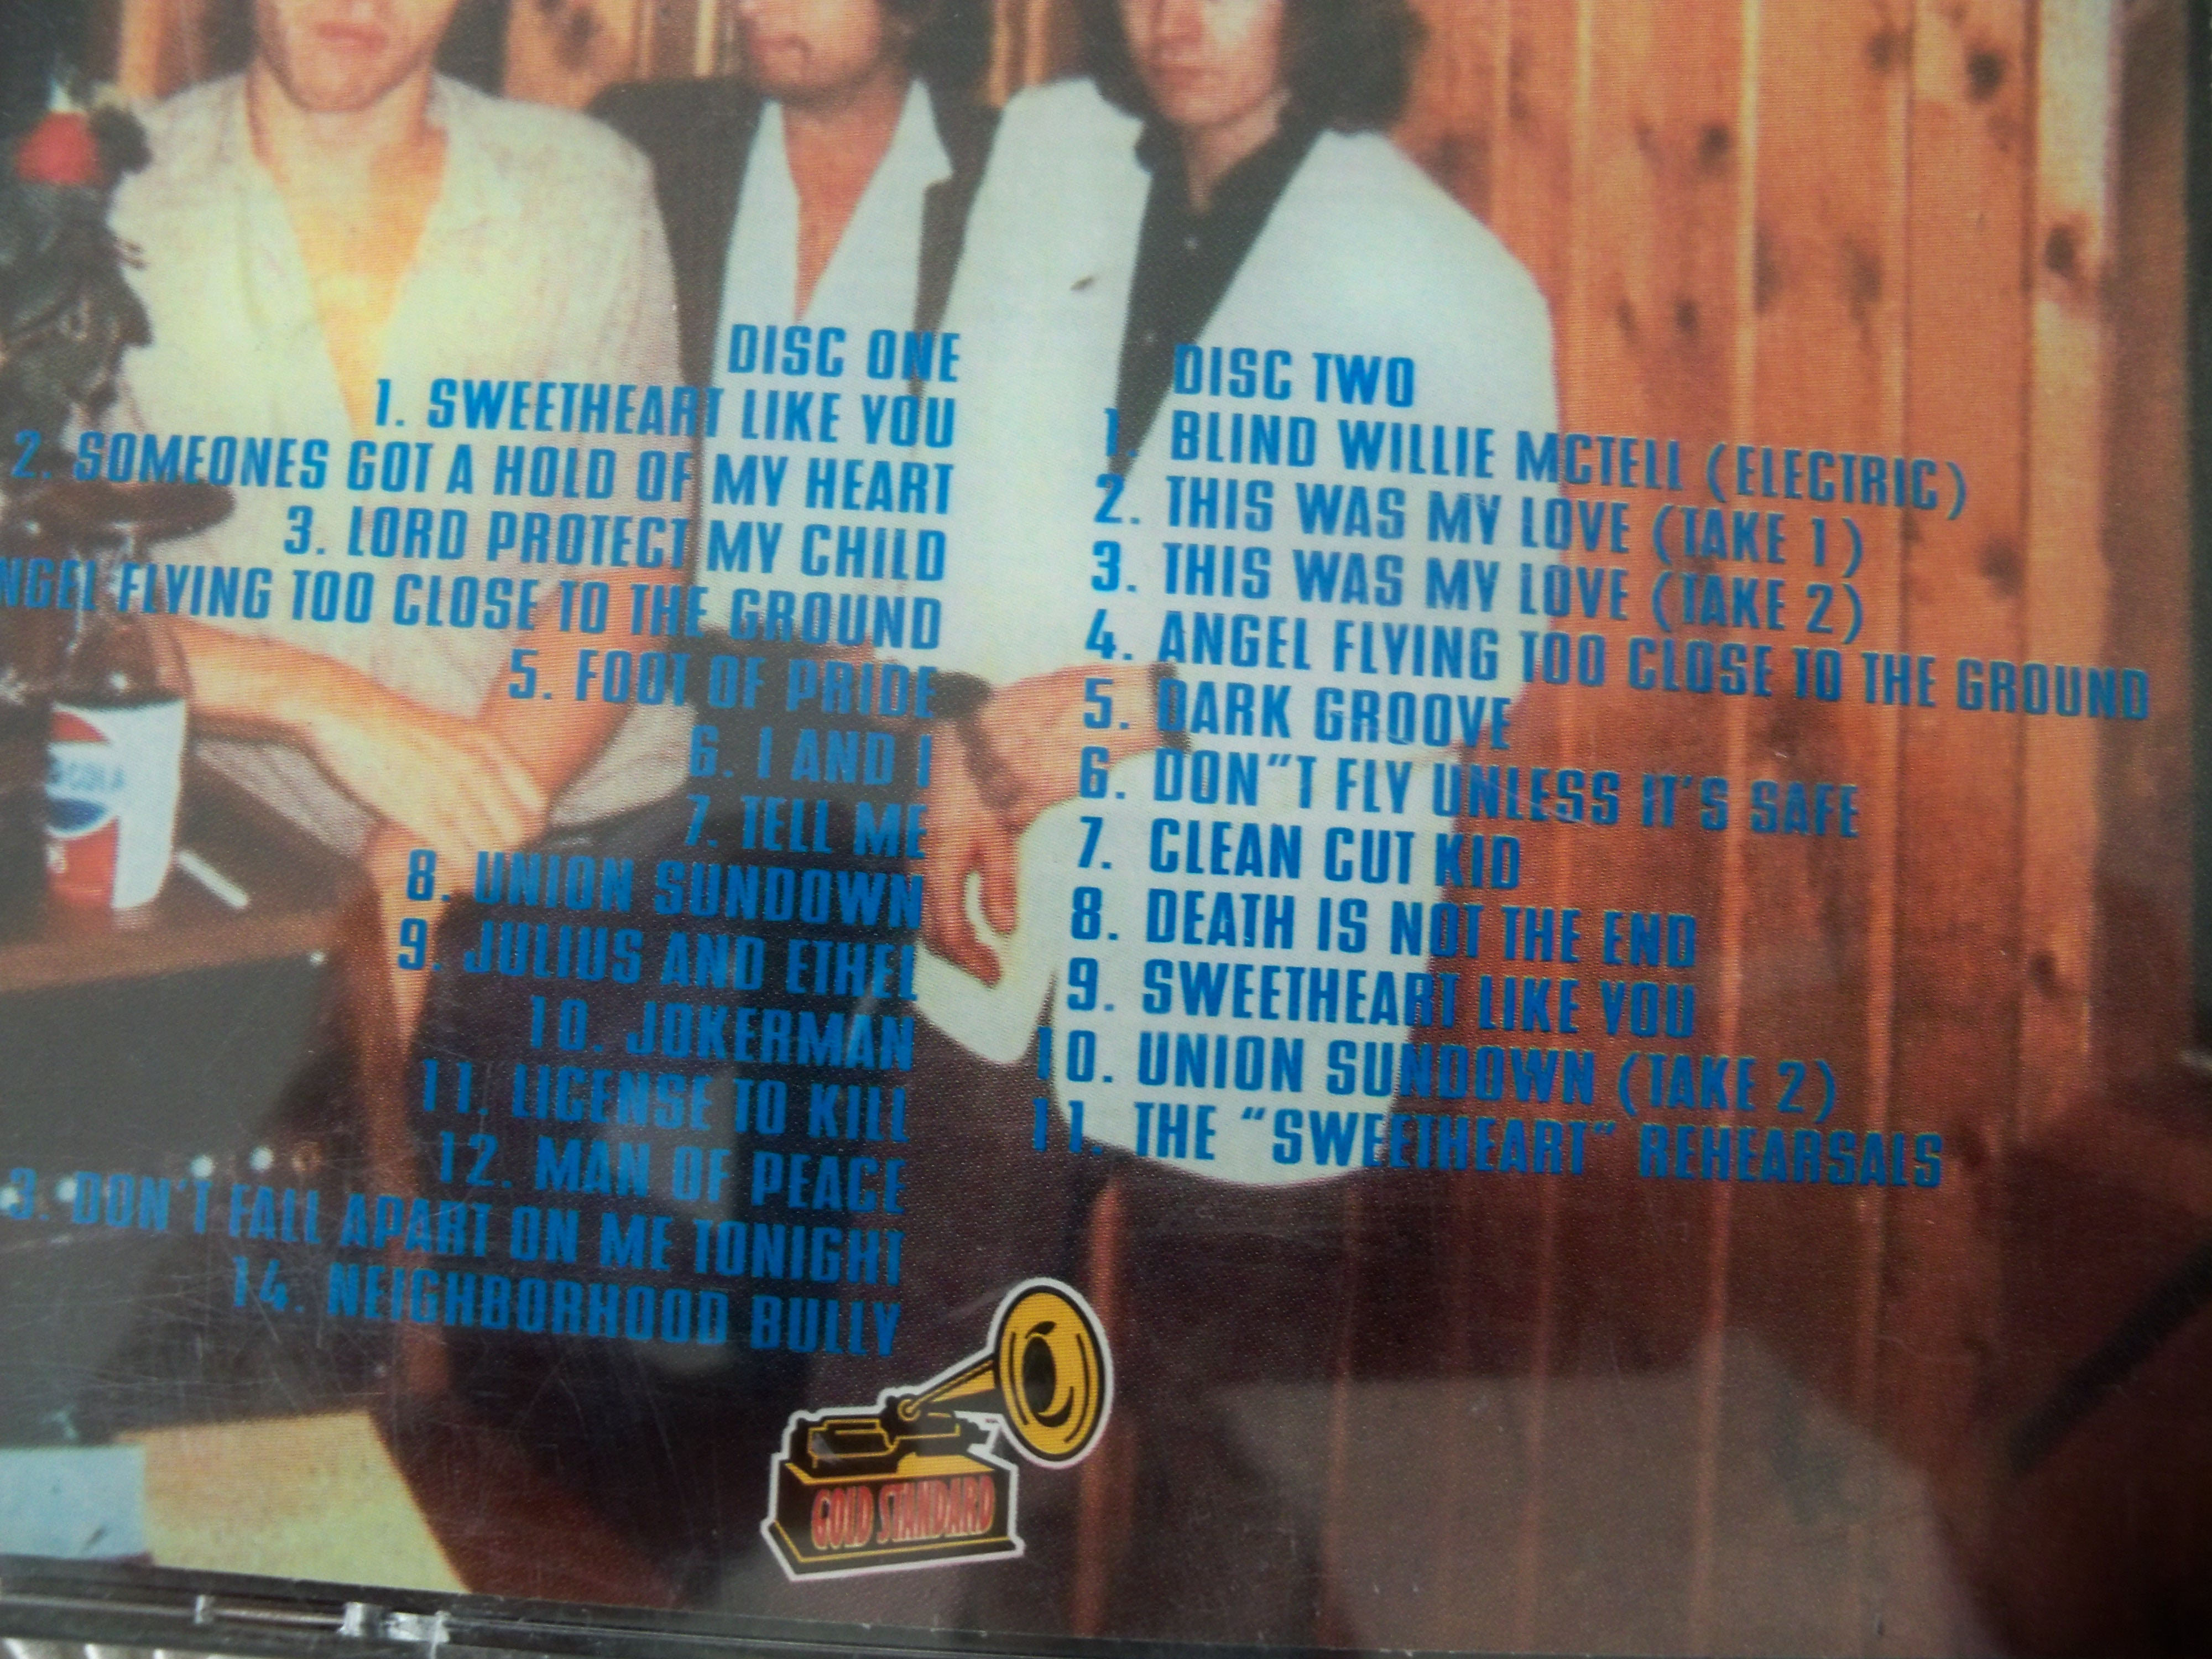 DISC ONE
1. SWEETHEART LIKE YOU
2. SOMEONES GOT A HOLD OF MY HEART
3. LORD PROTECT MY CHILD
NGEL FLYING TOO CLOSE TO THE GROUND
5. FOOT OF PRIDE
6. I AND I
7. TELL ME
8. UNION SUNDOWN
9. JULIUS AND ETHEL
10. JOKERMAN
11. LICENSE TO KILL
12. MAN OF PEACE
3. DON'T FALL APART ON ME TONIGHT
14. NEIGHBORHOOD BULLY
DISC TWO
1. BLIND WILLIE MCTELL (ELECTRIC)
2. THIS WAS MY LOVE (TAKE 1)
3. THIS WAS MY LOVE (TAKE 2)
4. ANGEL FLYING TOO CLOSE TO THE GROUND
5. DARK GROOVE
6. DON"T FLY UNLESS IT'S SAFE
7. CLEAN CUT KID
8. DEATH IS NOT THE END
9. SWEETHEART LIKE YOU
10. UNION SUNDOWN (TAKE 2)
11. THE "SWEETHEART" REHEARSALS
GOLD STANDARD